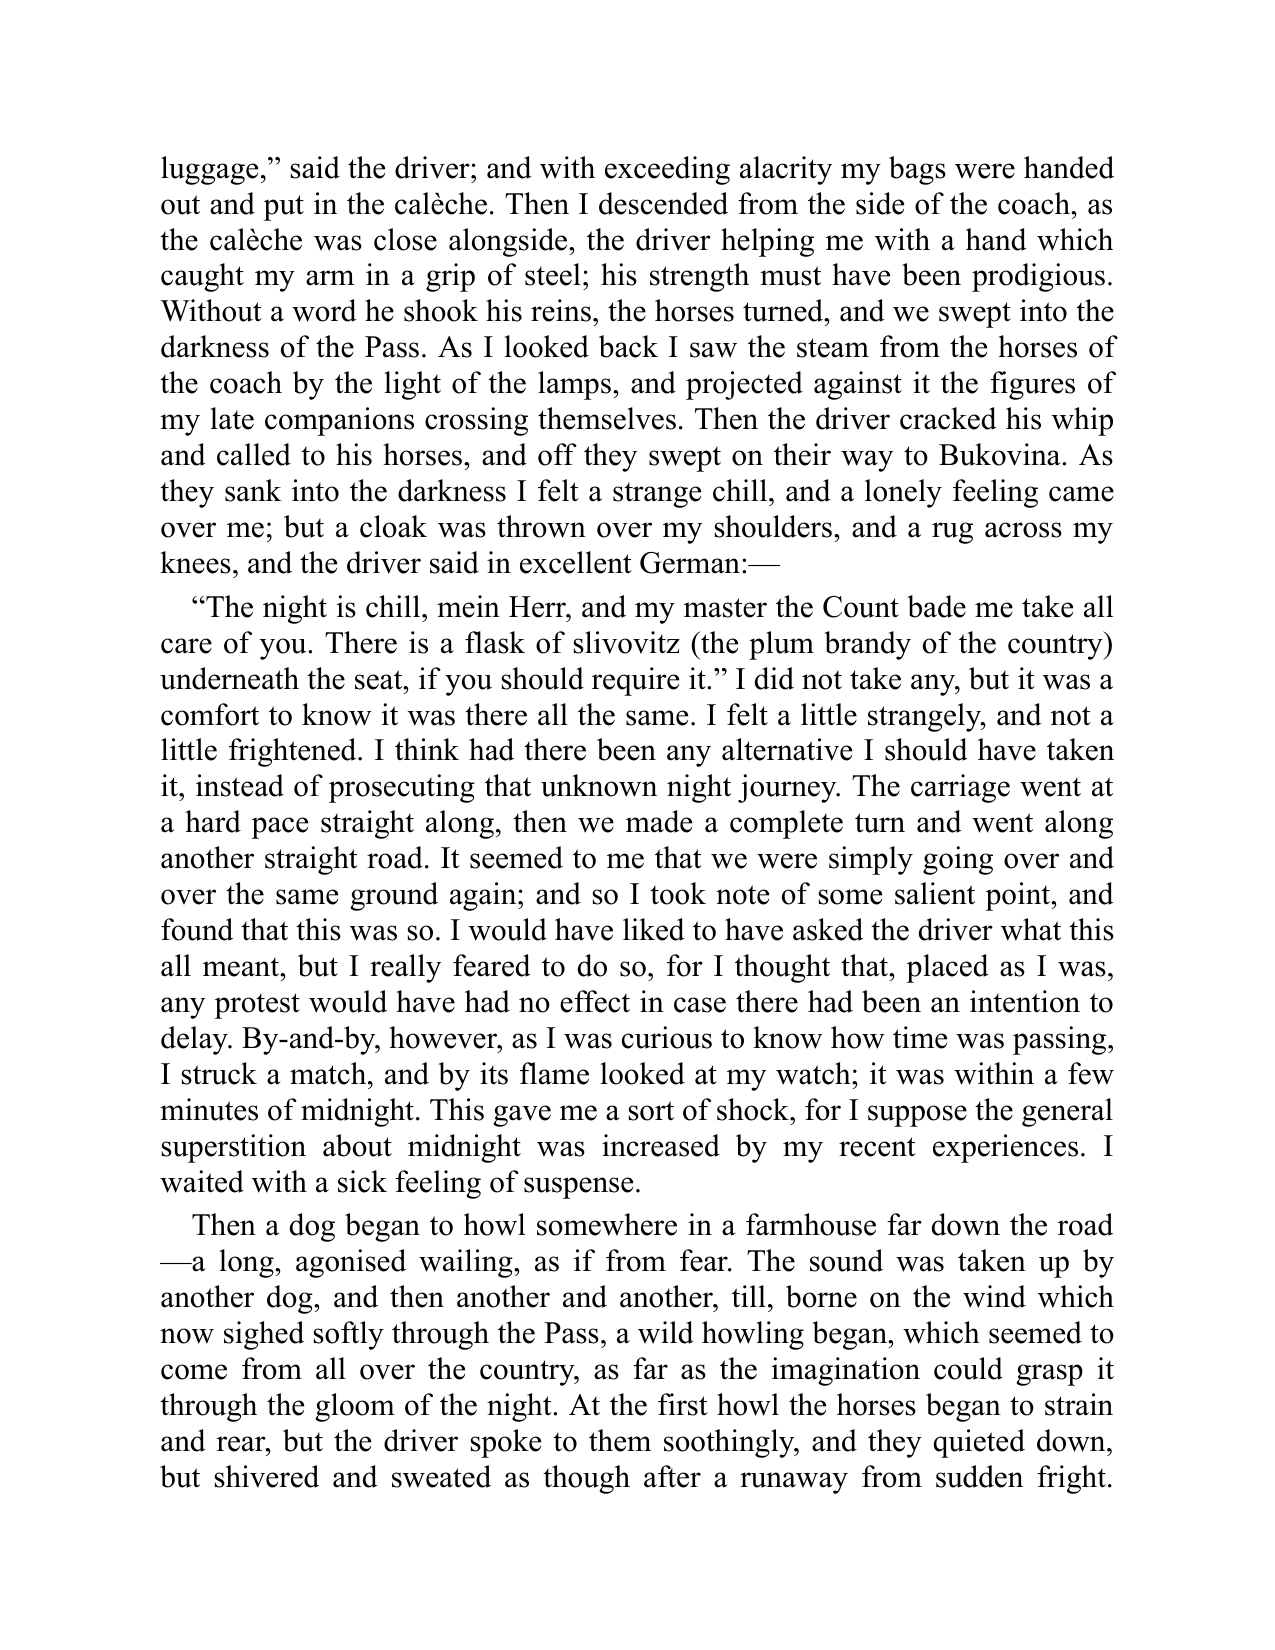 luggage,” said the driver; and with exceeding alacrity my bags were handed
out and put in the calèche. Then I descended from the side of the coach, as
the calèche was close alongside, the driver helping me with a hand which
caught my arm in a grip of steel; his strength must have been prodigious.
Without a word he shook his reins, the horses turned, and we swept into the
darkness of the Pass. As I looked back I saw the steam from the horses of
the coach by the light of the lamps, and projected against it the figures of
my late companions crossing themselves. Then the driver cracked his whip
and called to his horses, and off they swept on their way to Bukovina. As
they sank into the darkness I felt a strange chill, and a lonely feeling came
over me; but a cloak was thrown over my shoulders, and a rug across my
knees, and the driver said in excellent German:—
“The night is chill, mein Herr, and my master the Count bade me take all
care of you. There is a flask of slivovitz (the plum brandy of the country)
underneath the seat, if you should require it.” I did not take any, but it was a
comfort to know it was there all the same. I felt a little strangely, and not a
little frightened. I think had there been any alternative I should have taken
it, instead of prosecuting that unknown night journey. The carriage went at
a hard pace straight along, then we made a complete turn and went along
another straight road. It seemed to me that we were simply going over and
over the same ground again; and so I took note of some salient point, and
found that this was so. I would have liked to have asked the driver what this
all meant, but I really feared to do so, for I thought that, placed as I was,
any protest would have had no effect in case there had been an intention to
delay. By-and-by, however, as I was curious to know how time was passing,
I struck a match, and by its flame looked at my watch; it was within a few
minutes of midnight. This gave me a sort of shock, for I suppose the general
superstition about midnight was increased by my recent experiences. I
waited with a sick feeling of suspense.
Then a dog began to howl somewhere in a farmhouse far down the road
—a long, agonised wailing, as if from fear. The sound was taken up by
another dog, and then another and another, till, borne on the wind which
now sighed softly through the Pass, a wild howling began, which seemed to
come from all over the country, as far as the imagination could grasp it
through the gloom of the night. At the first howl the horses began to strain
and rear, but the driver spoke to them soothingly, and they quieted down,
but shivered and sweated as though after a runaway from sudden fright.